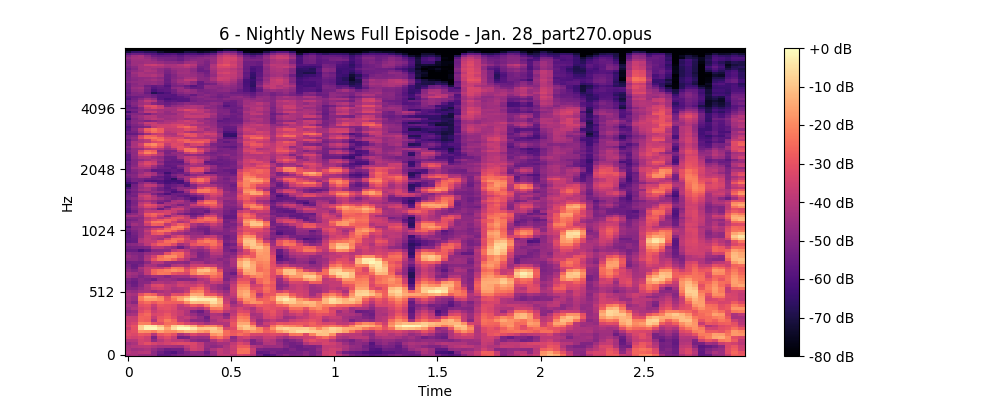 6 - Nightly News Full Episode - Jan. 28_part270.opus
+0 dB
4096
-10 dB
-20 dB
2048
-30 dB
Hz
1024
-40 dB
-50 dB
512
-60 dB
-70 dB
0
-80 dB
0 0.5 1 1.5 2 2.5
Time